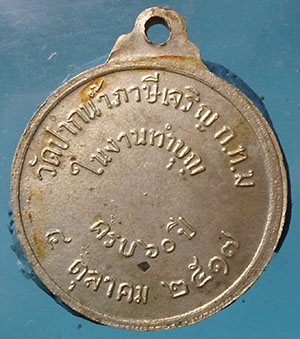 วัดปากน้ำภาษีเจริญ ก.ท.ม
ในงานทำบุญ
ครบ ๖๐ ปี
๘ ตุลาคม ๒๕๑๗